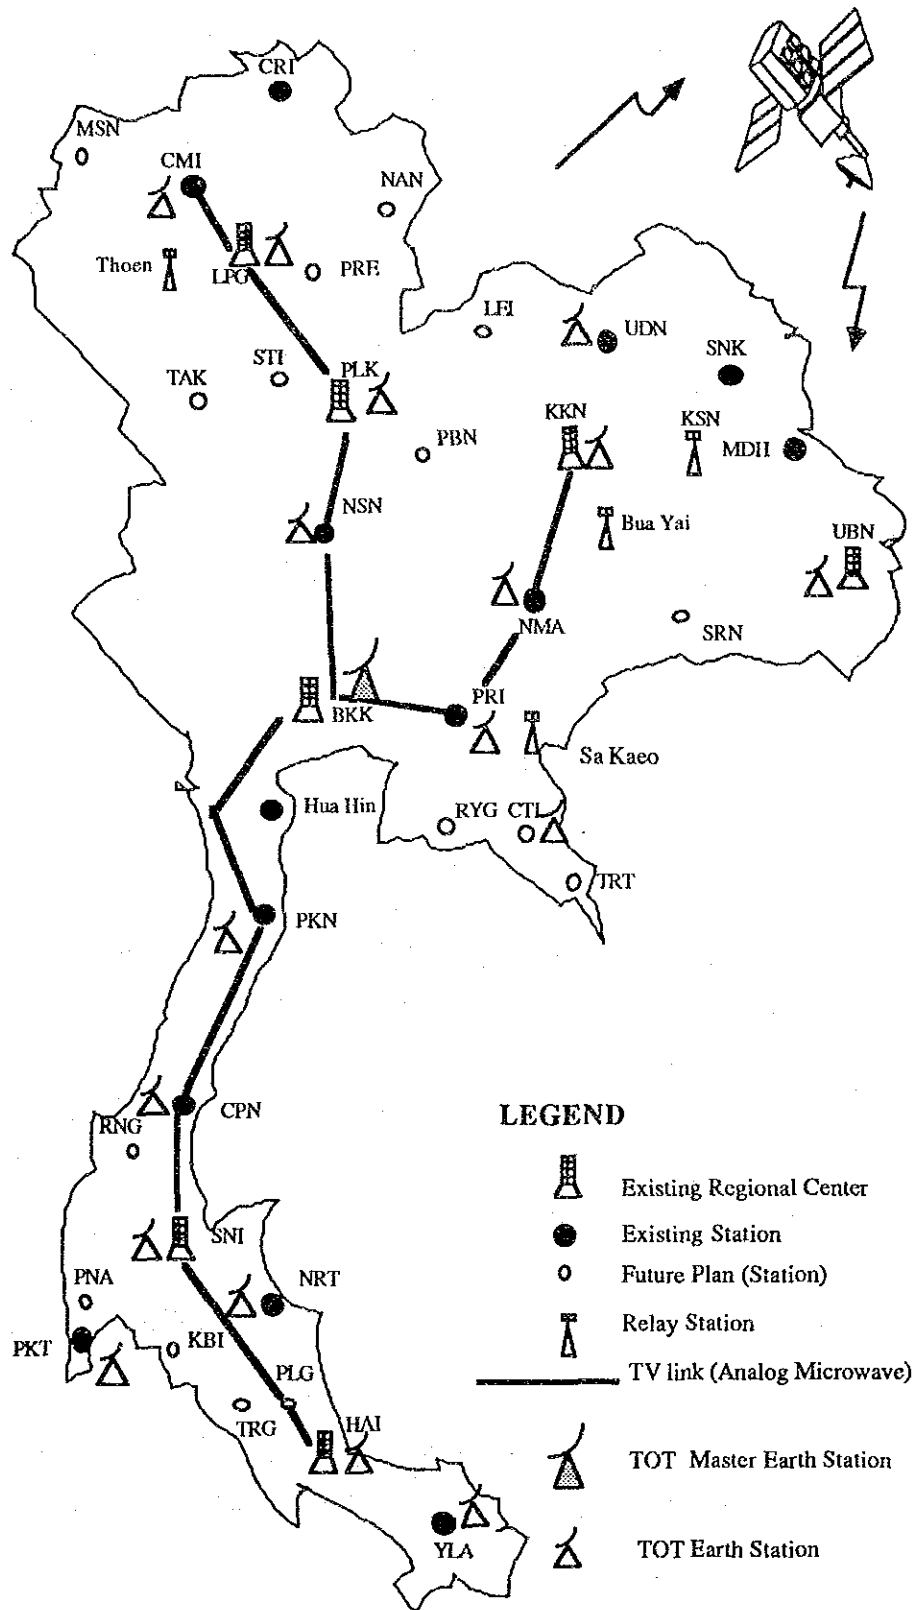 CRI
MSN
CMI
NAN
Thoen
LPG
PRE
LEI
UDN
STI
PLK
SNK
TAK
KKN
KSN
PBN
MDH
NSN
Bua Yai
UBN
NMA
SRN
PRI
BKK
Sa Kaeo
Hua Hin
RYG CTI
TRT
PKN
CPN
RNG
LEGEND
Existing Regional Center
SNI
Existing Station
PNA
NRT
Future Plan (Station)
PKT
KBI
Relay Station
PLG
TV link (Analog Microwave)
TRG
HAI
TOT Master Earth Station
YLA
TOT Earth Station